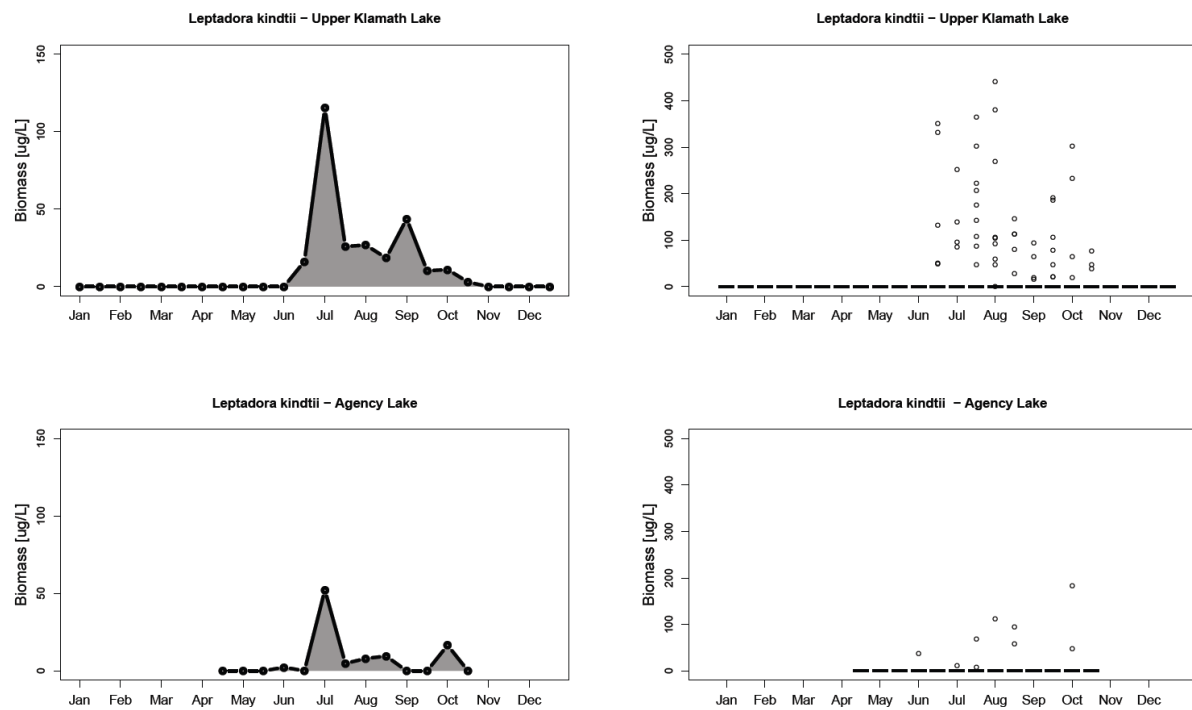 Leptadora kindtii − Upper Klamath Lake
Biomass [ug/L]
150
100
50
0
Jan Feb Mar Apr May Jun Jul Aug Sep Oct Nov Dec
Leptadora kindtii − Upper Klamath Lake
Biomass [ug/L]
500
400
300
200
100
0
Jan Feb Mar Apr May Jun Jul Aug Sep Oct Nov Dec
Leptadora kindtii − Agency Lake
Biomass [ug/L]
150
100
50
0
Jan Feb Mar Apr May Jun Jul Aug Sep Oct Nov Dec
Leptadora kindtii − Agency Lake
Biomass [ug/L]
500
400
300
200
100
0
Jan Feb Mar Apr May Jun Jul Aug Sep Oct Nov Dec